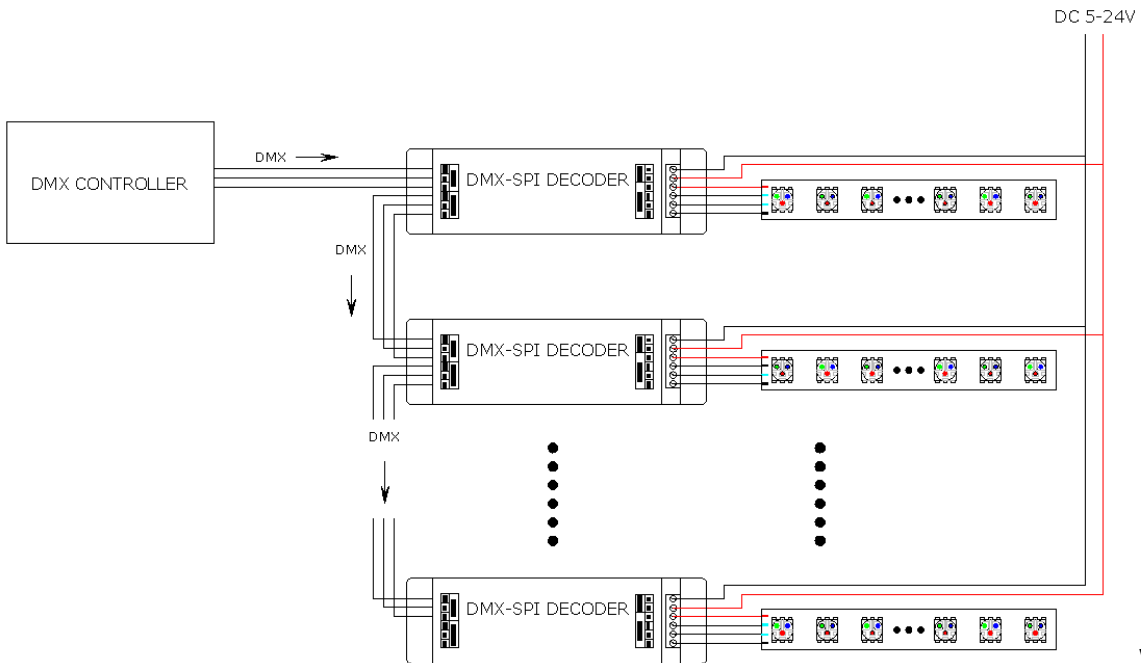 DC 5-24V
DMX
DMX CONTROLLER
DMX-SPI DECODER
DMX
DMX-SPI DECODER
DMX
DMX-SPI DECODER